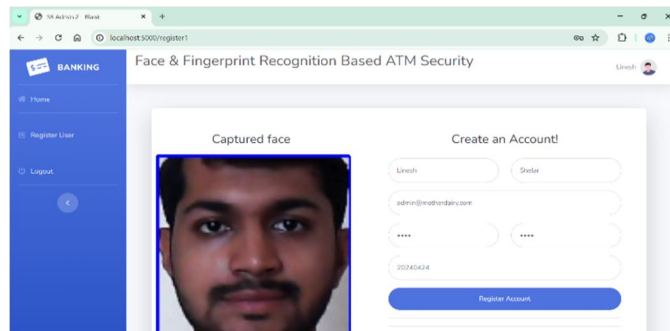 SB Admin 2 - Blank
localhost:5000/register1
BANKING
Face & Fingerprint Recognition Based ATM Security
Linesh
Home
Register User
Logout
Captured face
Create an Account!
Linesh
Shelar
admin@motherdairy.com
20240424
Register Account